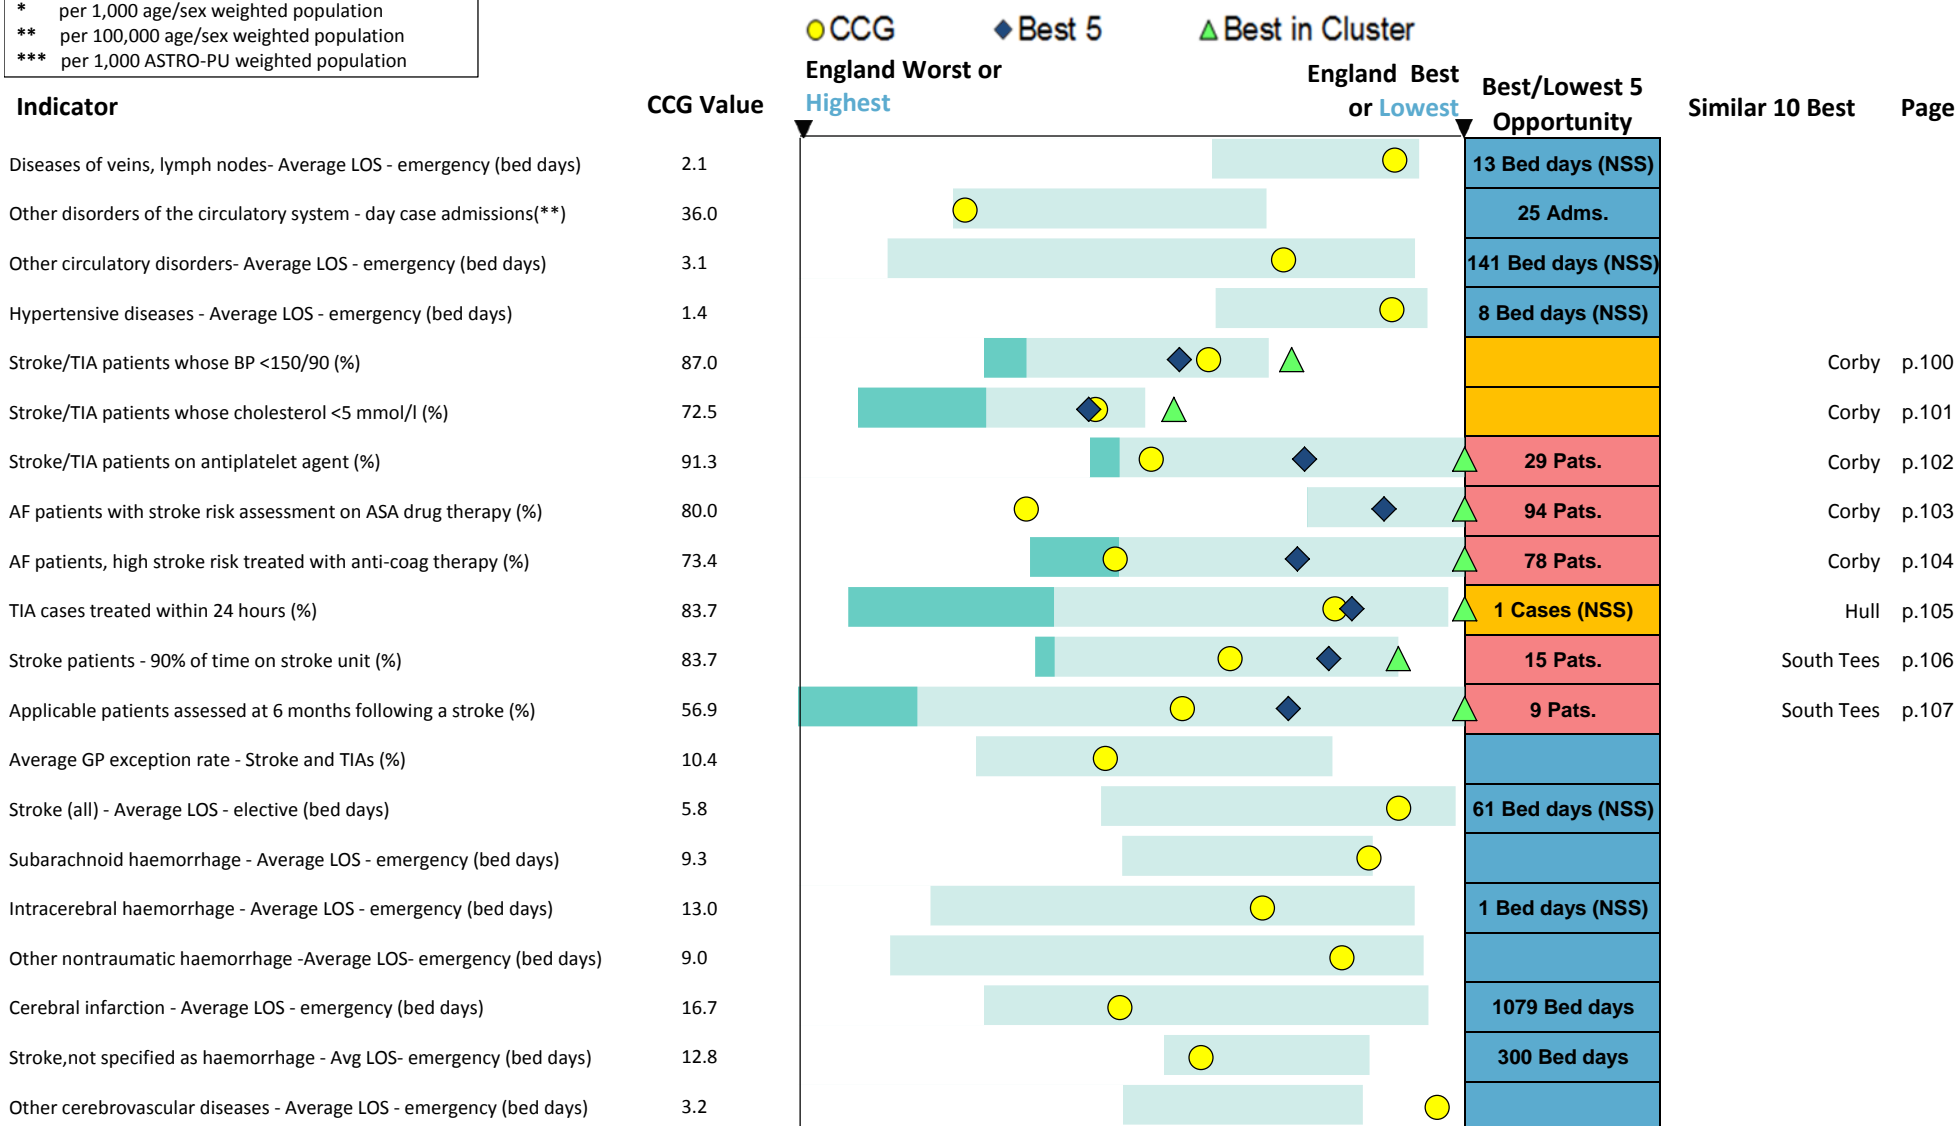 * per 1,000 age/sex weighted population
** per 100,000 age/sex weighted population
*** per 1,000 ASTRO-PU weighted population
CCG Best 5 Best in Cluster
Indicator CCG Value England Worst or Highest England Best or Lowest Best/Lowest 5 Opportunity Similar 10 Best Page
Diseases of veins, lymph nodes- Average LOS - emergency (bed days) 2.1 13 Bed days (NSS)
Other disorders of the circulatory system - day case admissions(**) 36.0 25 Adms.
Other circulatory disorders- Average LOS - emergency (bed days) 3.1 141 Bed days (NSS)
Hypertensive diseases - Average LOS - emergency (bed days) 1.4 8 Bed days (NSS)
Stroke/TIA patients whose BP <150/90 (%) 87.0 Corby p.100
Stroke/TIA patients whose cholesterol <5 mmol/l (%) 72.5 Corby p.101
Stroke/TIA patients on antiplatelet agent (%) 91.3 29 Pats. Corby p.102
AF patients with stroke risk assessment on ASA drug therapy (%) 80.0 94 Pats. Corby p.103
AF patients, high stroke risk treated with anti-coag therapy (%) 73.4 78 Pats. Corby p.104
TIA cases treated within 24 hours (%) 83.7 1 Cases (NSS) Hull p.105
Stroke patients - 90% of time on stroke unit (%) 83.7 15 Pats. South Tees p.106
Applicable patients assessed at 6 months following a stroke (%) 56.9 9 Pats. South Tees p.107
Average GP exception rate - Stroke and TIAs (%) 10.4
Stroke (all) - Average LOS - elective (bed days) 5.8 61 Bed days (NSS)
Subarachnoid haemorrhage - Average LOS - emergency (bed days) 9.3
Intracerebral haemorrhage - Average LOS - emergency (bed days) 13.0 1 Bed days (NSS)
Other nontraumatic haemorrhage -Average LOS- emergency (bed days) 9.0
Cerebral infarction - Average LOS - emergency (bed days) 16.7 1079 Bed days
Stroke,not specified as haemorrhage - Avg LOS- emergency (bed days) 12.8 300 Bed days
Other cerebrovascular diseases - Average LOS - emergency (bed days) 3.2